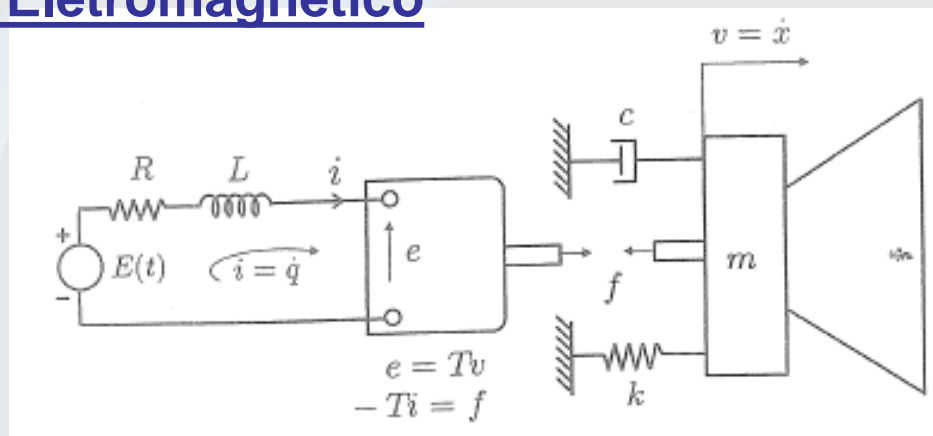 Eletromagnético
v = ẋ
c
R L i
+
E(t) i = q̇ e
-
f m
e = Tv
- Ti = f
k